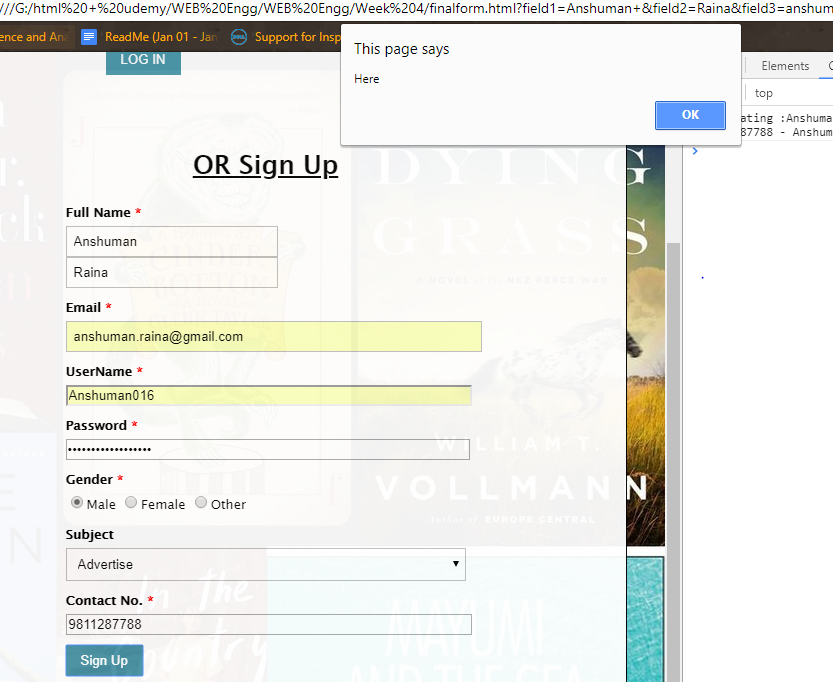 ///G:/html%20+%20udemy/WEB%20Engg/WEB%20Engg/Week%204/finalform.html?field1=Anshuman+&field2=Raina&field3=anshum
ence and Ana
ReadMe (Jan 01 - Jan
Support for Insp
This page says
Here
OK
Elements
top
ating :Anshuma
87788 - Anshum
LOG IN
OR Sign Up
Full Name *
Anshuman
Raina
Email *
anshuman.raina@gmail.com
UserName *
Anshuman016
Password *
••••••••••••••••••
Gender *
Male Female Other
Subject
Advertise
Contact No. *
9811287788
Sign Up
DYING
GRASS
A NOVEL OF THE NEZ PERCE WAR
WILLIAM T.
VOLLMANN
Author of EUROPE CENTRAL
In the
Country
MAYUMI
AND THE SEA